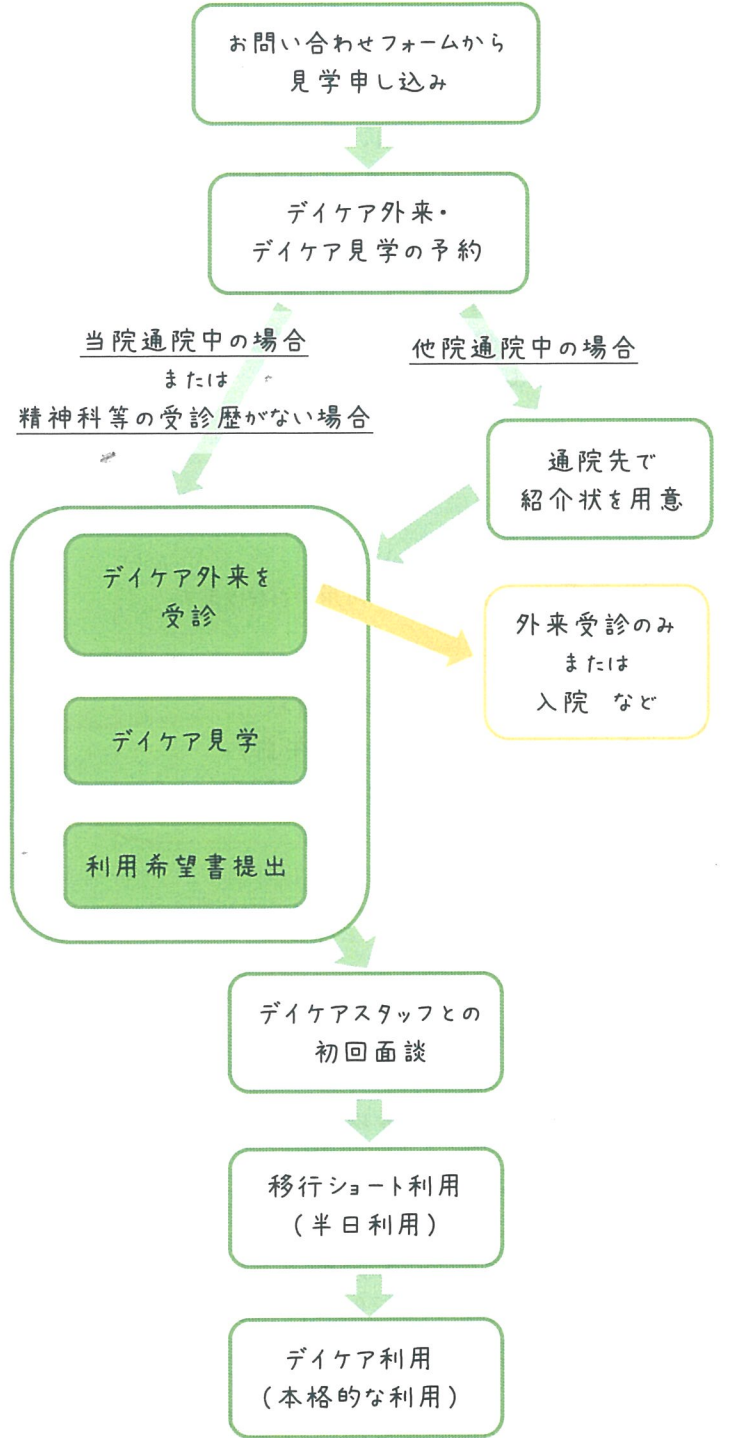 お問い合わせフォームから
見学申し込み
デイケア外来・
デイケア見学の予約
当院通院中の場合
または
精神科等の受診歴がない場合
他院通院中の場合
通院先で
紹介状を用意
デイケア外来を
受診
外来受診のみ
または
入院 など
デイケア見学
利用希望書提出
デイケアスタッフとの
初回面談
移行ショート利用
(半日利用)
デイケア利用
(本格的な利用)